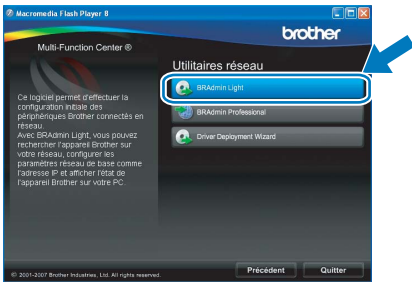 Macromedia Flash Player 8
brother
Multi-Function Center ®
Utilitaires réseau
BRAdmin Light
BRAdmin Professional
Driver Deployment Wizard
Ce logiciel permet d'effectuer la
configuration initiale des
périphériques Brother connectés en
réseau.
Avec BRAdmin Light, vous pouvez
rechercher l'appareil Brother sur
votre réseau, configurer les
paramètres réseau de base comme
l'adresse IP et afficher l'état de
l'appareil Brother sur votre PC.
© 2001-2007 Brother Industries, Ltd. All rights reserved.
Précédent
Quitter